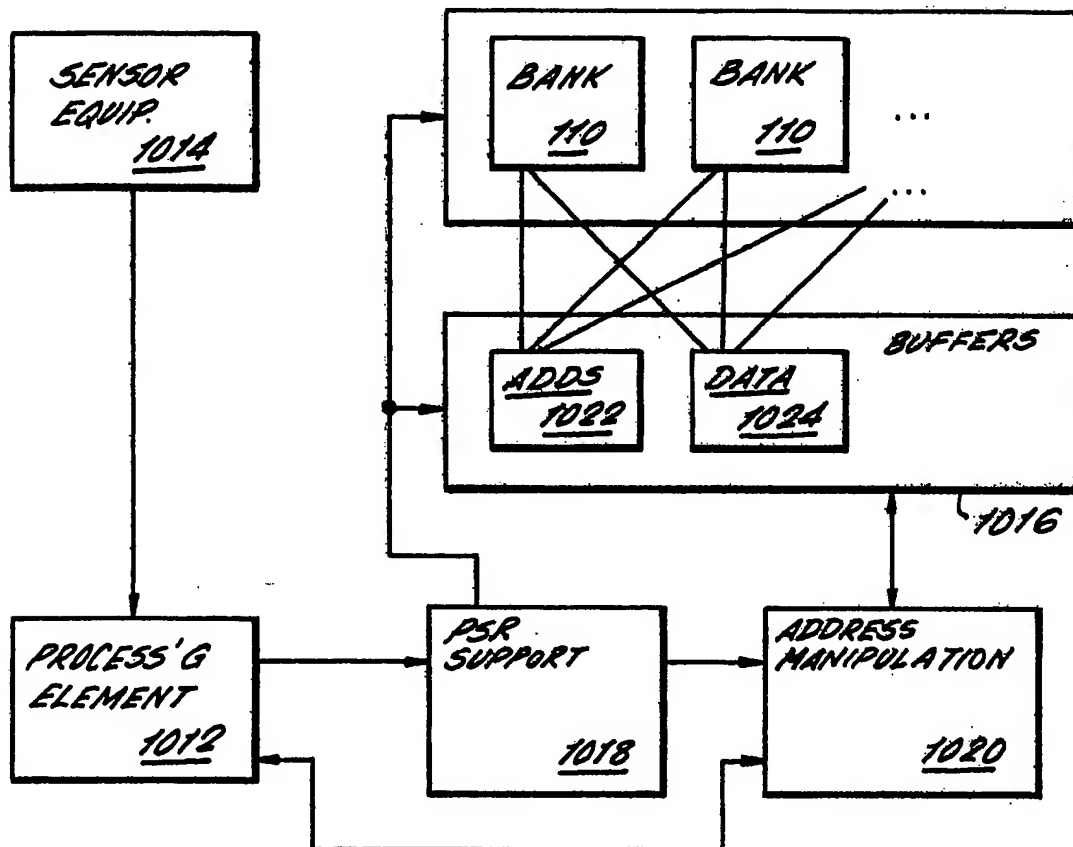 SENSOR
EQUIP.
1014
BANK
110
BANK
110
...
...
BUFFERS
ADDS
1022
DATA
1024
1016
PROCESS'G
ELEMENT
1012
PSR
SUPPORT
1018
ADDRESS
MANIPULATION
1020